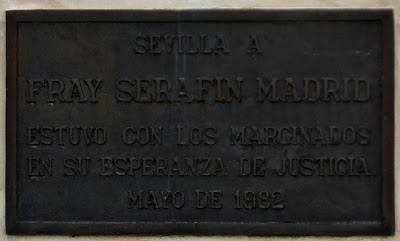 SEVILLA A
FRAY SERAFIN MADRID
ESTUVO CON LOS MARGINADOS
EN SU ESPERANZA DE JUSTICIA
MAYO DE 1982